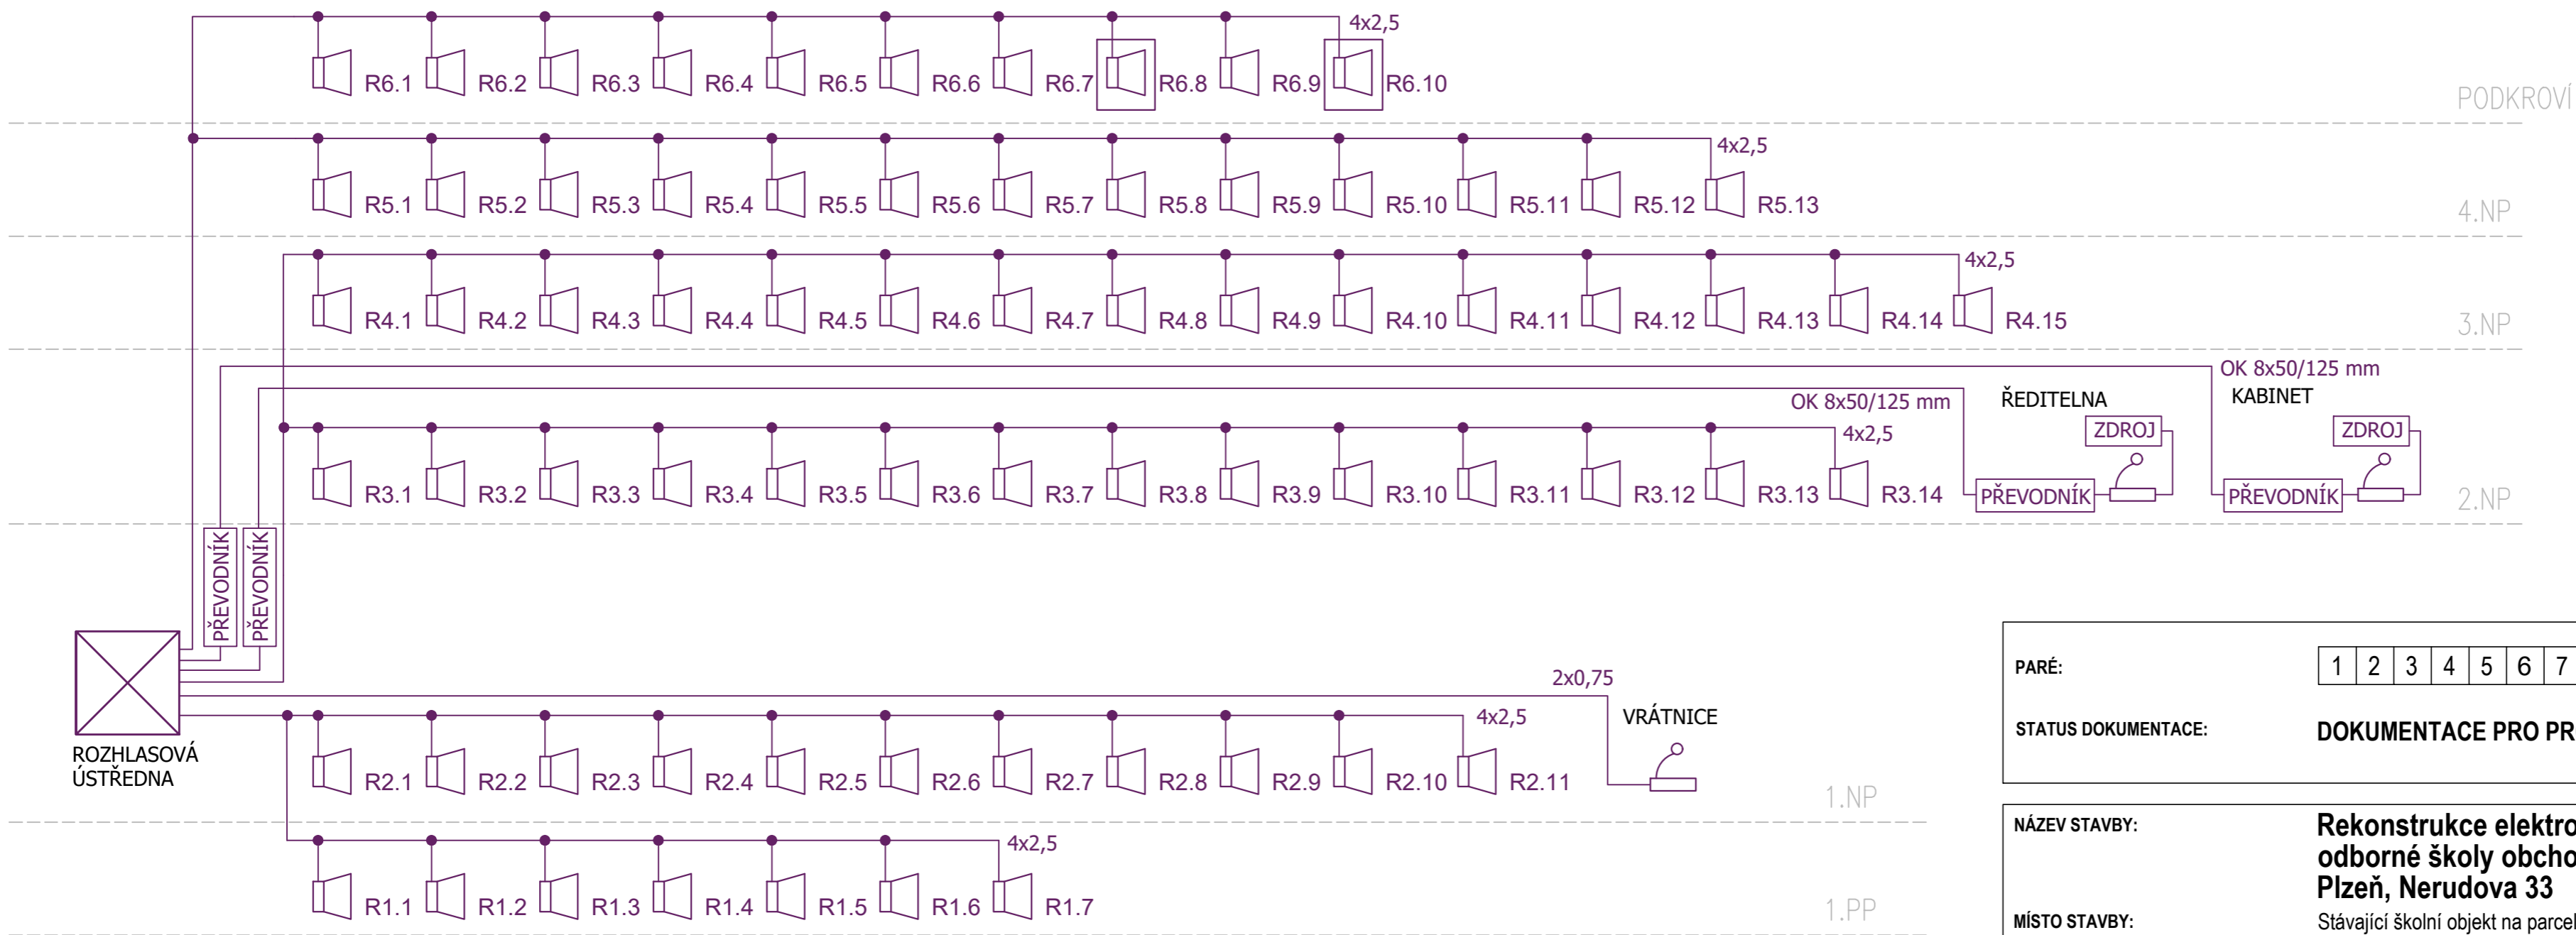 4x2,5
R6.1 R6.2 R6.3 R6.4 R6.5 R6.6 R6.7 R6.8 R6.9 R6.10
PODKROVÍ
4x2,5
R5.1 R5.2 R5.3 R5.4 R5.5 R5.6 R5.7 R5.8 R5.9 R5.10 R5.11 R5.12 R5.13
4.NP
4x2,5
R4.1 R4.2 R4.3 R4.4 R4.5 R4.6 R4.7 R4.8 R4.9 R4.10 R4.11 R4.12 R4.13 R4.14 R4.15
3.NP
OK 8x50/125 mm
OK 8x50/125 mm
ŘEDITELNA
KABINET
4x2,5
ZDROJ
ZDROJ
R3.1 R3.2 R3.3 R3.4 R3.5 R3.6 R3.7 R3.8 R3.9 R3.10 R3.11 R3.12 R3.13 R3.14
PŘEVODNÍK
PŘEVODNÍK
2.NP
PŘEVODNÍK
PŘEVODNÍK
ROZHLASOVÁ
ÚSTŘEDNA
2x0,75
4x2,5
VRÁTNICE
R2.1 R2.2 R2.3 R2.4 R2.5 R2.6 R2.7 R2.8 R2.9 R2.10 R2.11
1.NP
4x2,5
R1.1 R1.2 R1.3 R1.4 R1.5 R1.6 R1.7
1.PP
PARÉ: 1 2 3 4 5 6 7
STATUS DOKUMENTACE: DOKUMENTACE PRO PR
NÁZEV STAVBY: Rekonstrukce elektro
odborné školy obcho
Plzeň, Nerudova 33
MÍSTO STAVBY: Stávající školní objekt na parcel